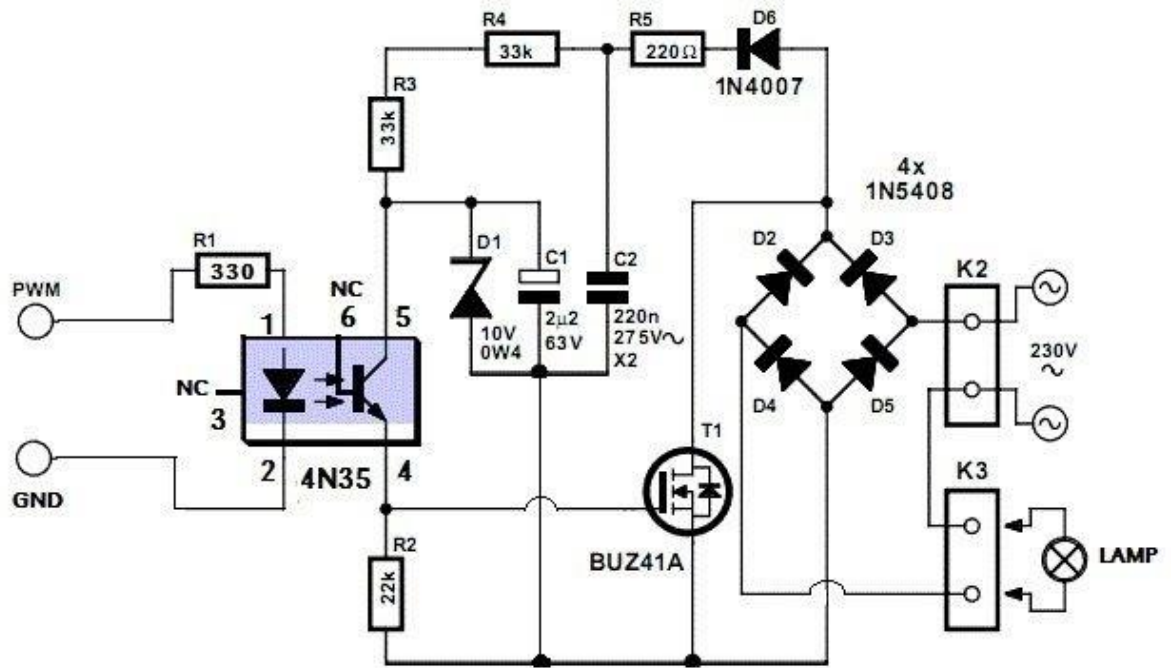 R4
33k
R5
220Ω
D6
1N4007
R3
33k
4x
1N5408
R1
330
PWM
NC
6
5
1
D1
10V
0W4
C1
2µ2
63V
C2
220n
275V~
X2
D2
D3
D4
D5
K2
230V
~
NC
3
2
4N35
4
GND
T1
BUZ41A
K3
LAMP
R2
22k